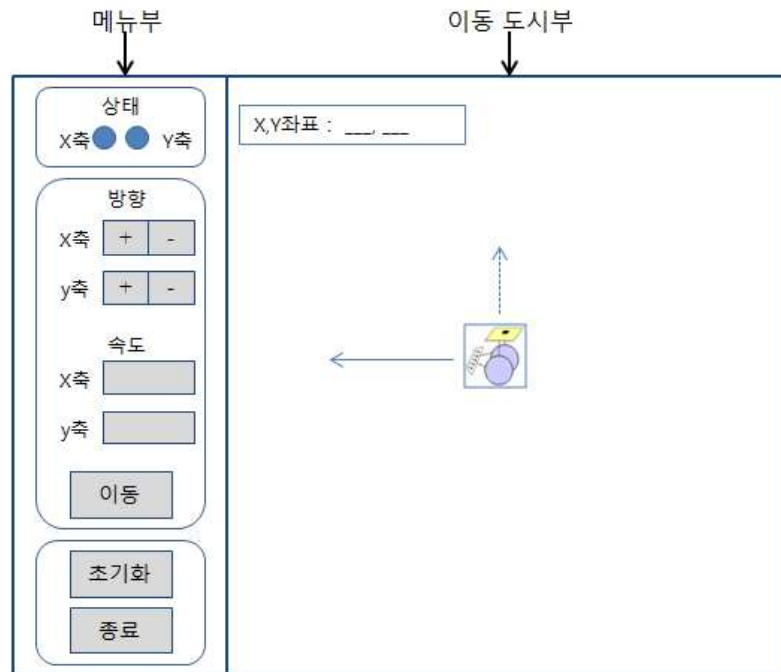 메뉴부
이동 도시부
상태
X축 Y축
X,Y좌표 : ___, ___
방향
X축 + -
y축 + -
속도
X축
y축
이동
초기화
종료